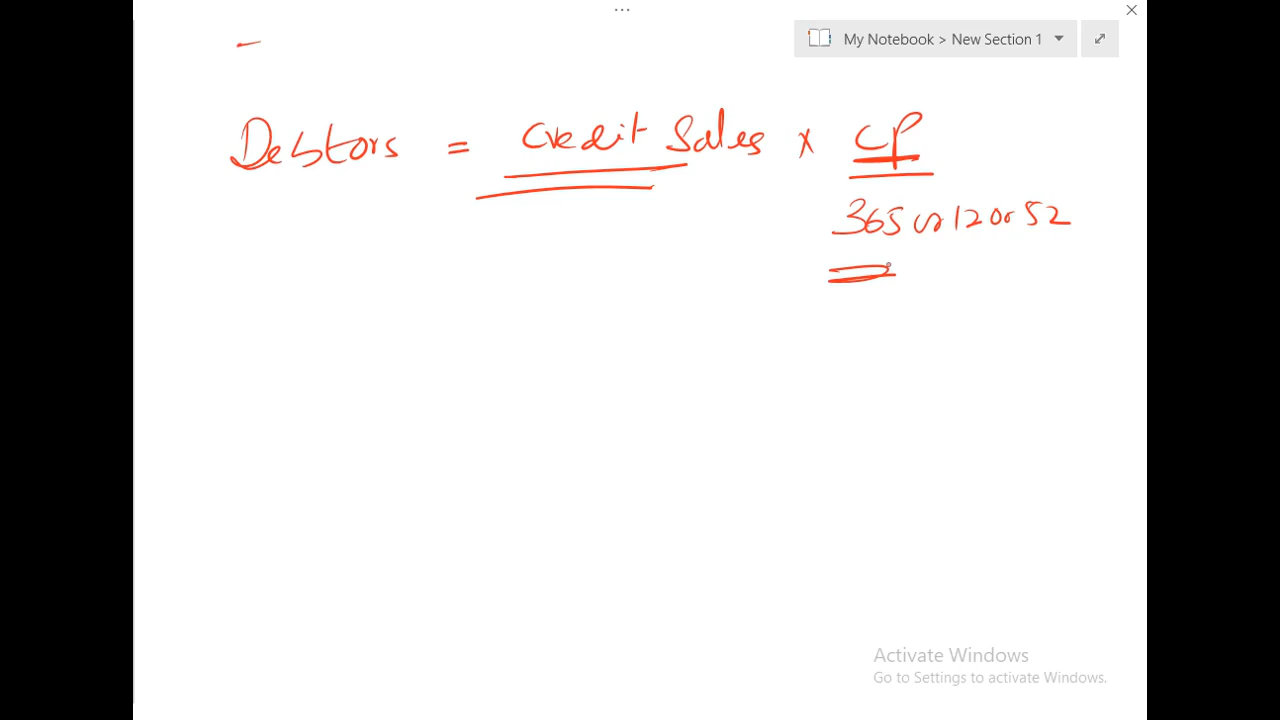 ...
My Notebook > New Section 1
Debtors = Credit Sales x CP
365 or 12 or 52
Activate Windows
Go to Settings to activate Windows.